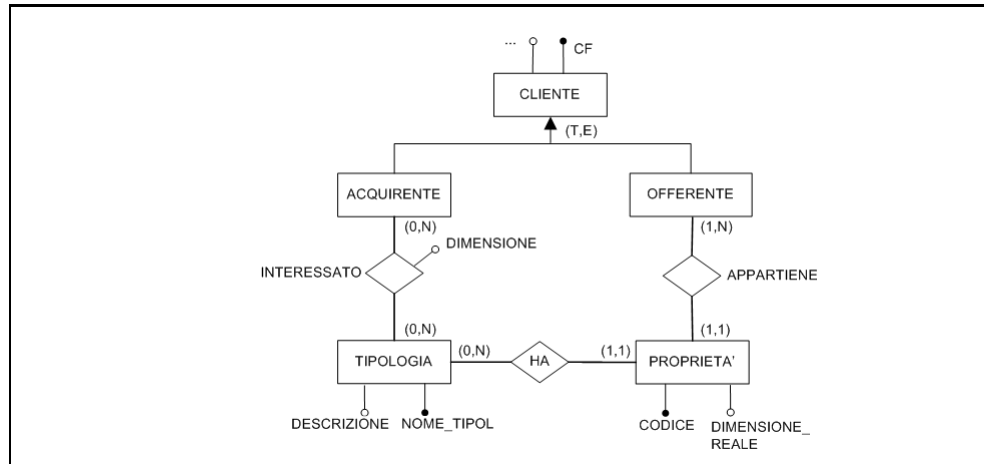 ... CF
CLIENTE
(T,E)
ACQUIRENTE OFFERENTE
(0,N) (1,N)
DIMENSIONE
INTERESSATO APPARTIENE
(0,N) (1,1)
TIPOLOGIA (0,N) HA (1,1) PROPRIETA'
DESCRIZIONE NOME_TIPOL CODICE DIMENSIONE_
REALE